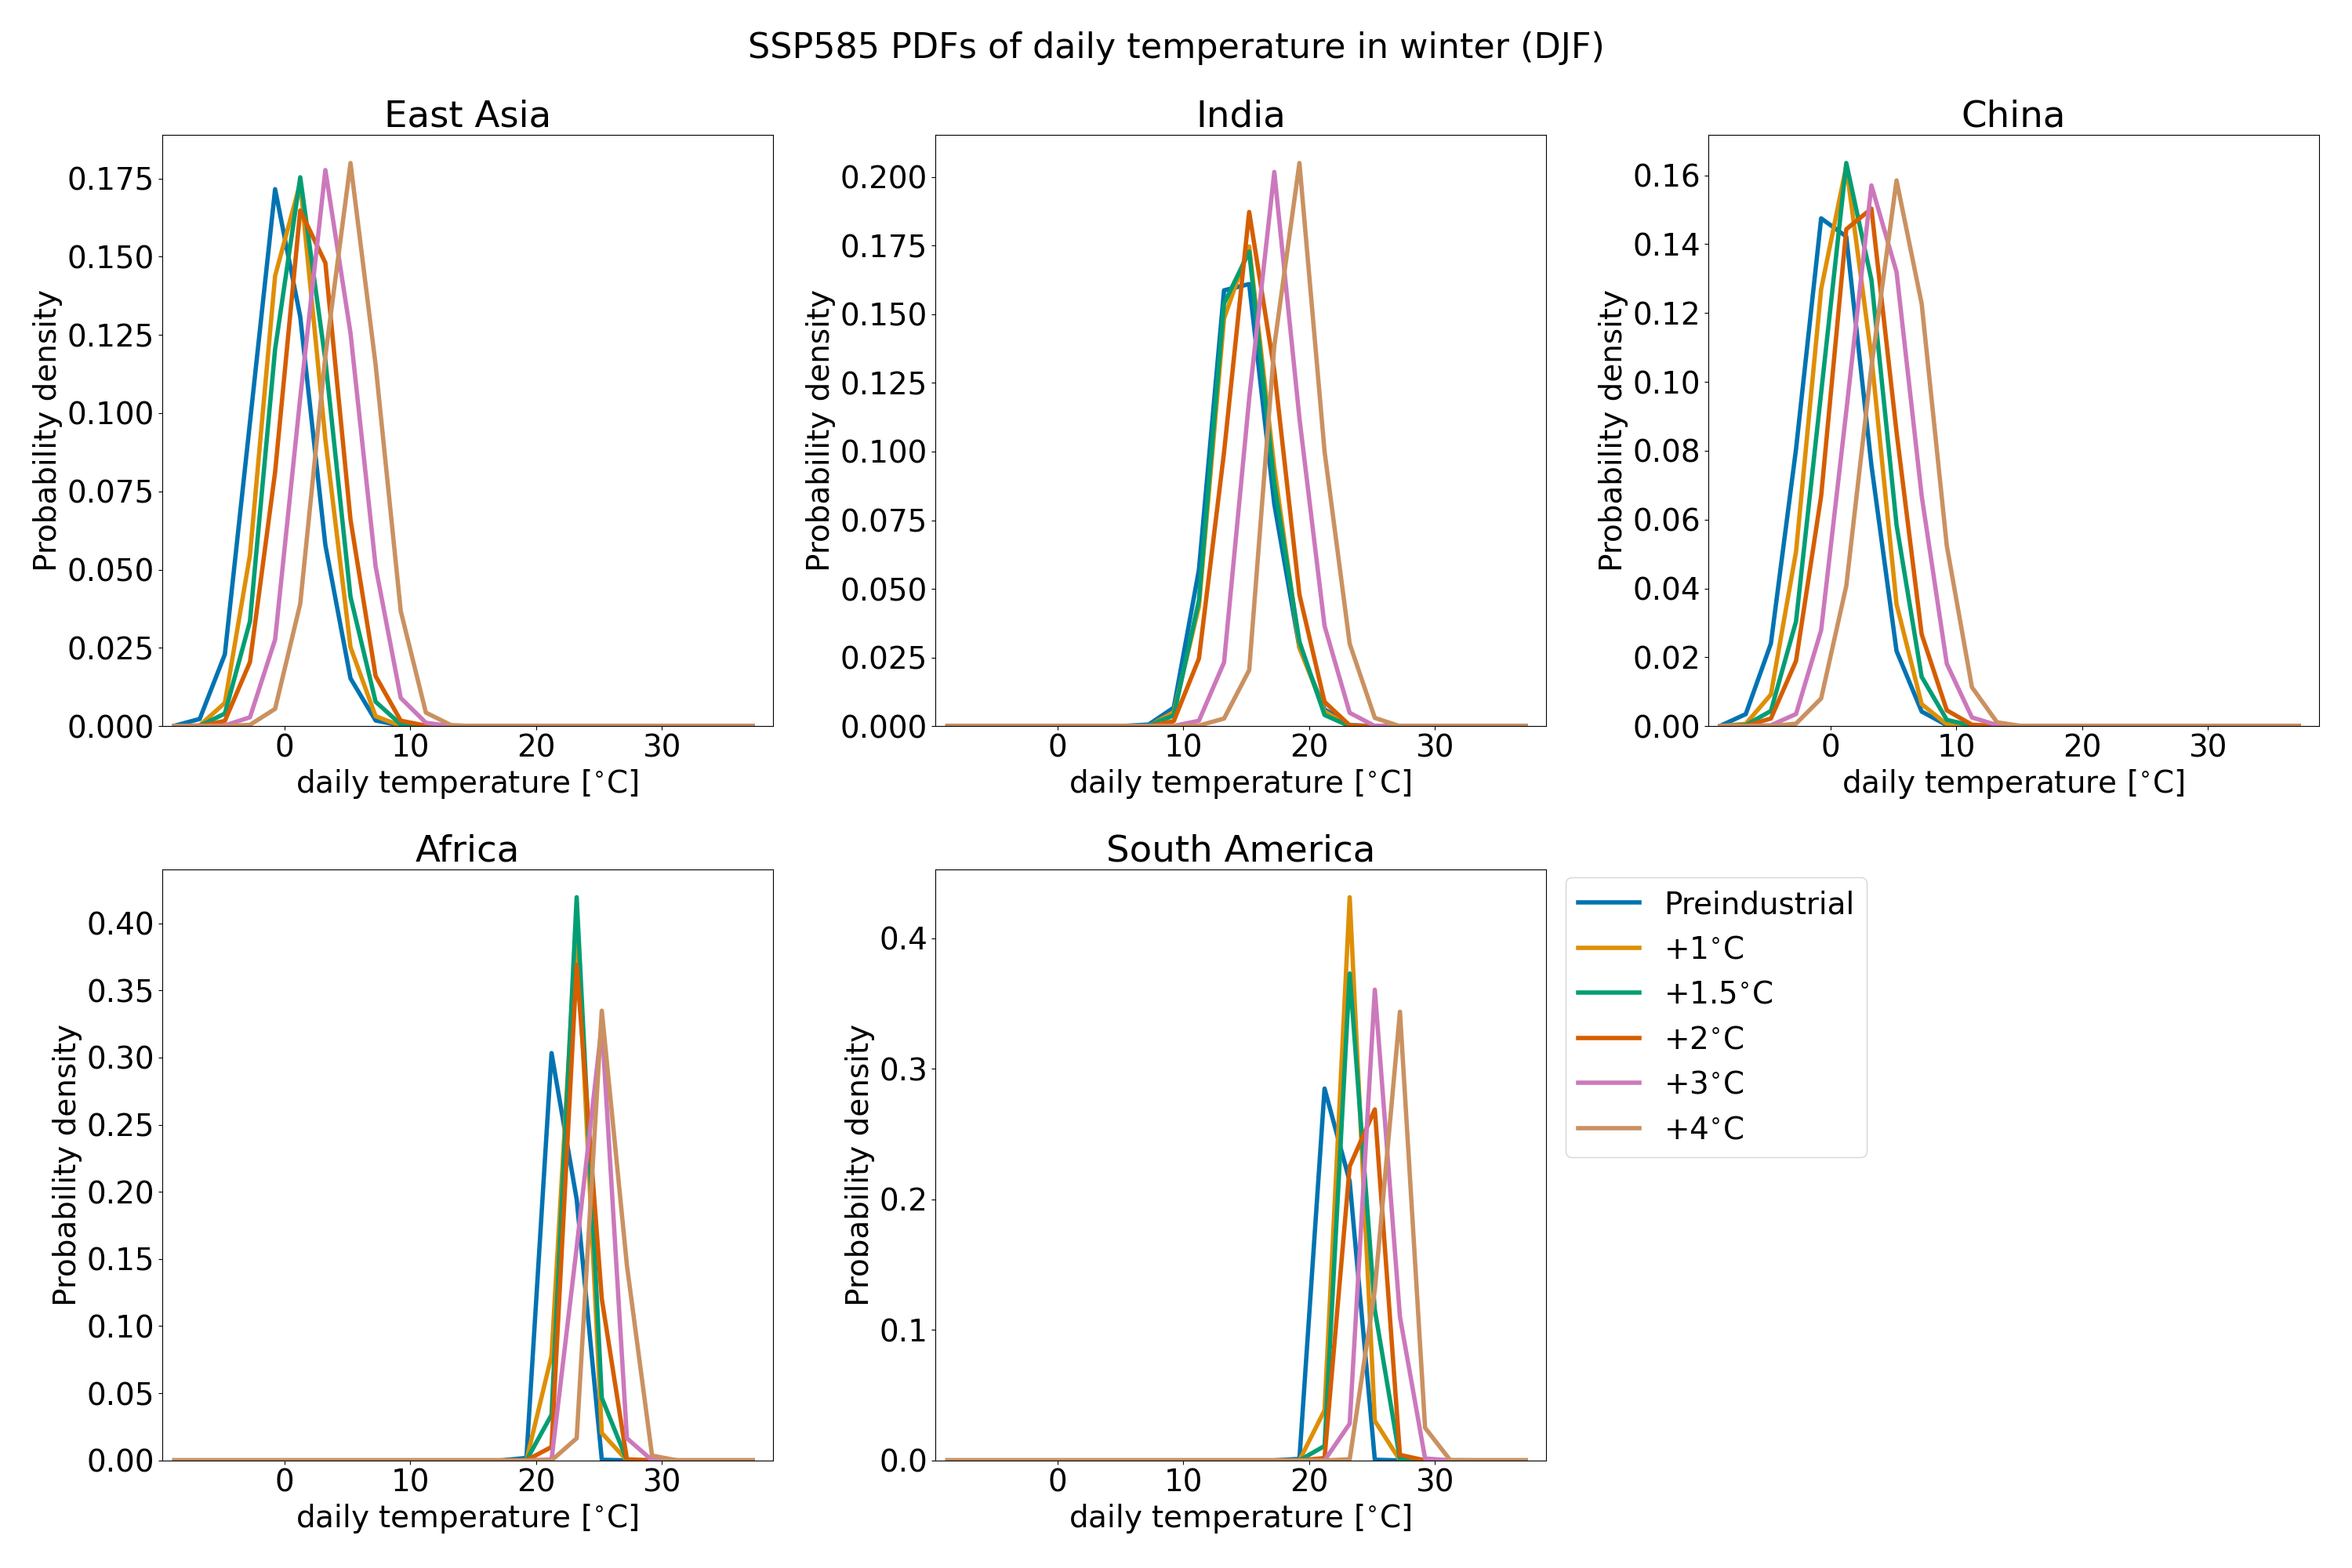 SSP585 PDFs of daily temperature in winter (DJF)
East Asia
Probability density
0.175
0.150
0.125
0.100
0.075
0.050
0.025
0.000
0 10 20 30
daily temperature [°C]
India
Probability density
0.200
0.175
0.150
0.125
0.100
0.075
0.050
0.025
0.000
0 10 20 30
daily temperature [°C]
China
Probability density
0.16
0.14
0.12
0.10
0.08
0.06
0.04
0.02
0.00
0 10 20 30
daily temperature [°C]
Africa
Probability density
0.40
0.35
0.30
0.25
0.20
0.15
0.10
0.05
0.00
0 10 20 30
daily temperature [°C]
South America
Probability density
0.4
0.3
0.2
0.1
0.0
0 10 20 30
daily temperature [°C]
Preindustrial
+1°C
+1.5°C
+2°C
+3°C
+4°C